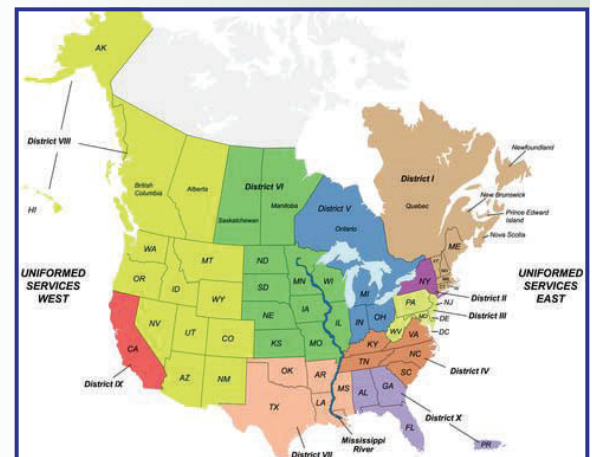 AK
District VIII
HI
British
Columbia
Alberta
District VI
Saskatchewan
Manitoba
District V
Ontario
District I
Quebec
Newfoundland
New Brunswick
Prince Edward
Island
Nova Scotia
UNIFORMED
SERVICES
WEST
UNIFORMED
SERVICES
EAST
WA
OR
ID
MT
WY
NV
UT
CO
AZ
NM
CA
District IX
ND
SD
NE
KS
MN
IA
MO
WI
IL
MI
IN
OH
ME
NY
District II
PA
NJ
District III
MD
DE
DC
WV
VA
KY
TN
NC
SC
District IV
OK
TX
AR
LA
MS
District VII
Mississippi
River
AL
GA
FL
District X
PR